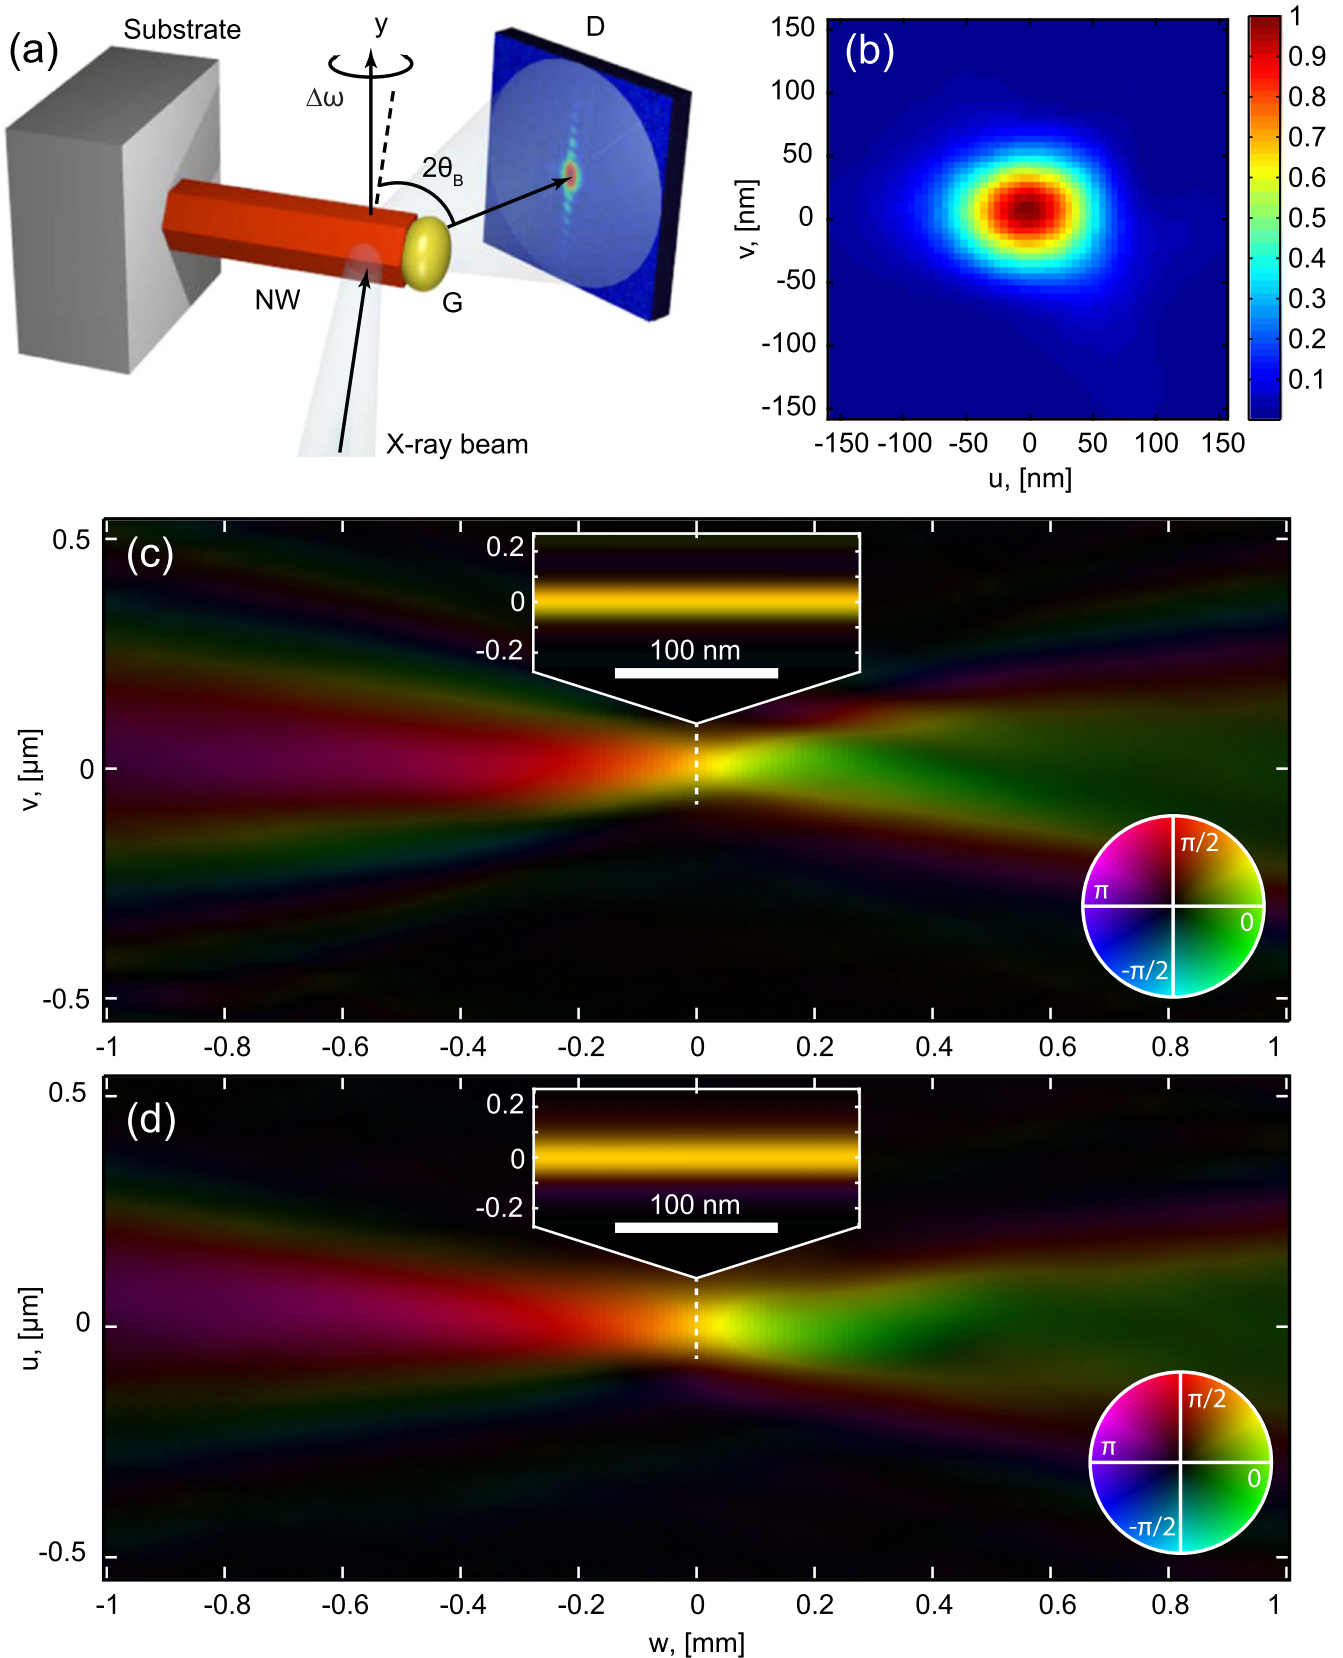 (a)
Substrate
y
D
Δω
2θB
NW
G
X-ray beam
(b)
150
100
50
0
-50
-100
-150
v, [nm]
-150 -100 -50 0 50 100 150
u, [nm]
1
0.9
0.8
0.7
0.6
0.5
0.4
0.3
0.2
0.1
(c)
0.5
0
-0.5
v, [μm]
0.2
0
-0.2
100 nm
π/2
π
0
-π/2
-1 -0.8 -0.6 -0.4 -0.2 0 0.2 0.4 0.6 0.8 1
(d)
0.5
0
-0.5
u, [μm]
0.2
0
-0.2
100 nm
π/2
π
0
-π/2
-1 -0.8 -0.6 -0.4 -0.2 0 0.2 0.4 0.6 0.8 1
w, [mm]